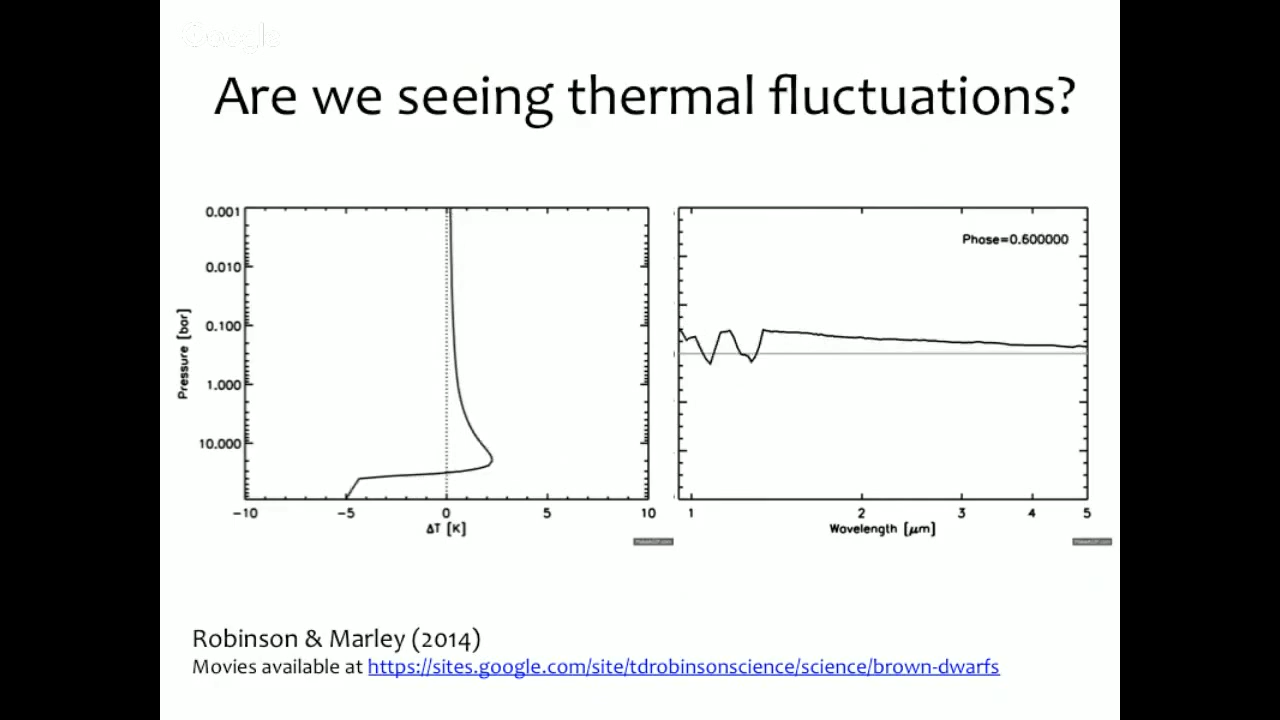 Google
Are we seeing thermal fluctuations?
0.001
0.010
0.100
1.000
10.000
Pressure [bar]
-10 -5 0 5 10
ΔT [K]
Phase=0.600000
1 2 3 4 5
Wavelength [μm]
Robinson & Marley (2014)
Movies available at https://sites.google.com/site/tdrobinsonscience/science/brown-dwarfs